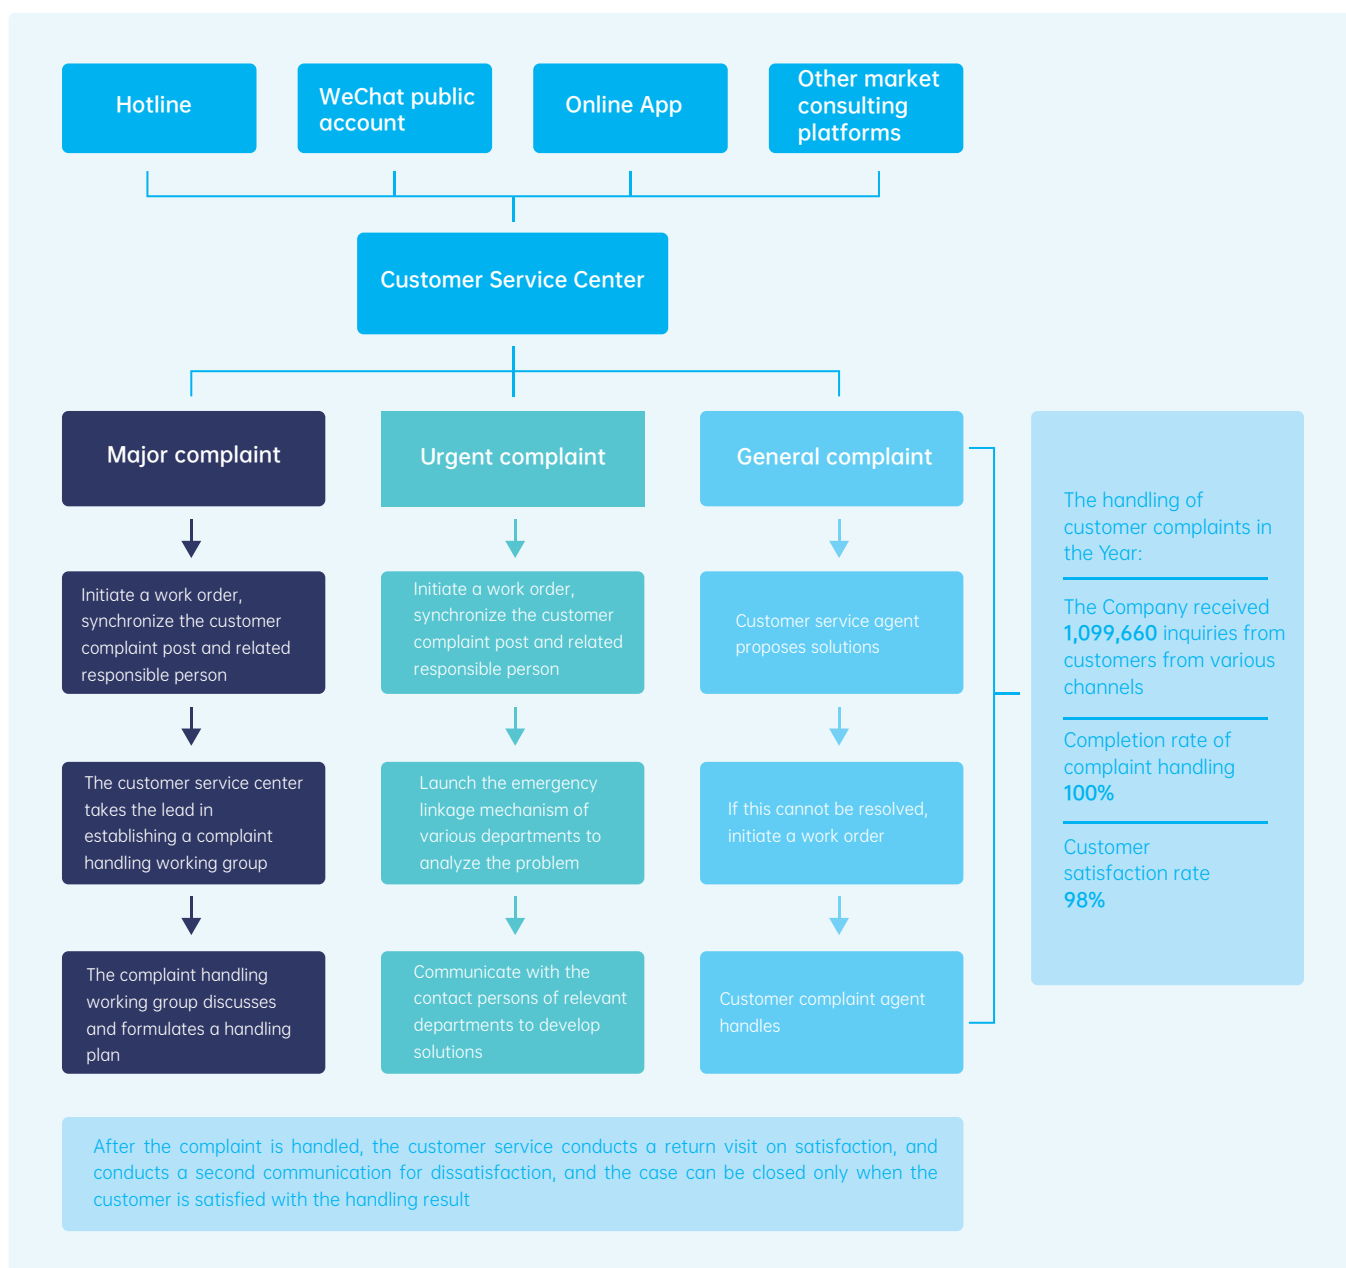 Hotline
WeChat public
account
Online App
Other market
consulting
platforms
Customer Service Center
Major complaint
Urgent complaint
General complaint
Initiate a work order,
synchronize the customer
complaint post and related
responsible person
Initiate a work order,
synchronize the customer
complaint post and related
responsible person
Customer service agent
proposes solutions
The customer service center
takes the lead in
establishing a complaint
handling working group
Launch the emergency
linkage mechanism of
various departments to
analyze the problem
If this cannot be resolved,
initiate a work order
The complaint handling
working group discusses
and formulates a handling
plan
Communicate with the
contact persons of relevant
departments to develop
solutions
Customer complaint agent
handles
The handling of
customer complaints in
the Year:
The Company received
1,099,660 inquiries from
customers from various
channels
Completion rate of
complaint handling
100%
Customer
satisfaction rate
98%
After the complaint is handled, the customer service conducts a return visit on satisfaction, and
conducts a second communication for dissatisfaction, and the case can be closed only when the
customer is satisfied with the handling result